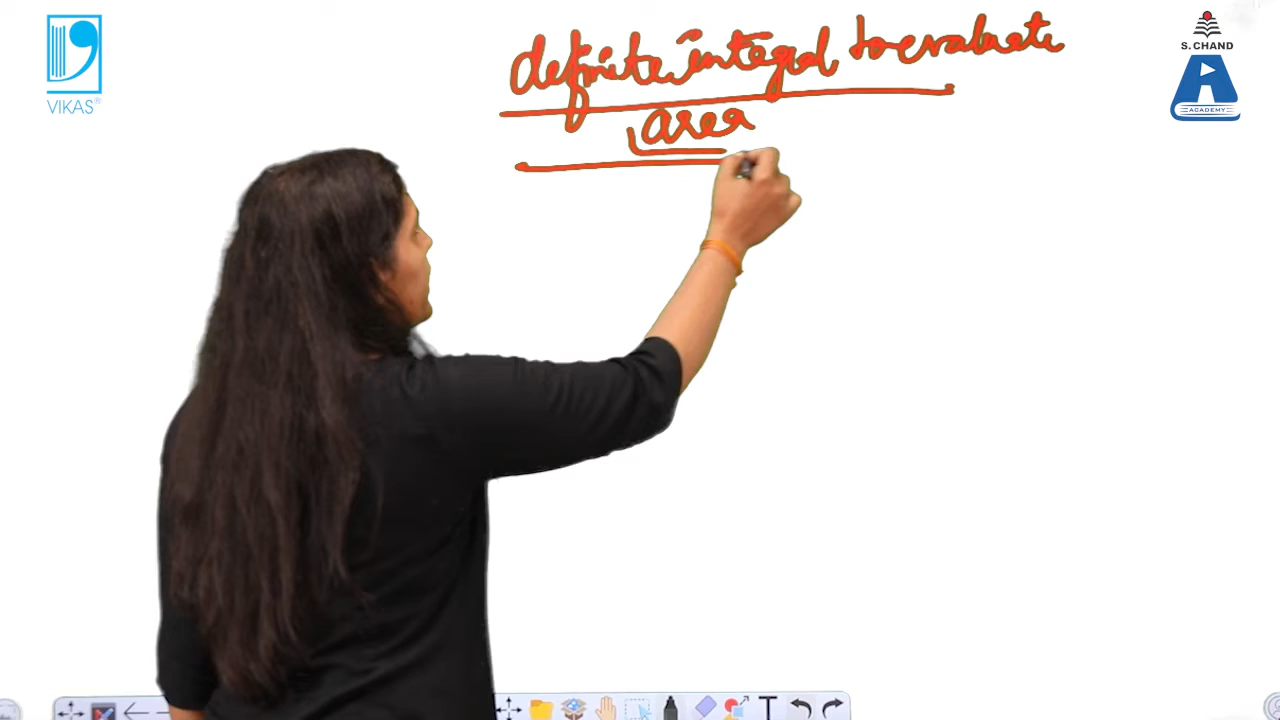 definite integral to evaluate
area
VIKAS®
S. CHAND
ACADEMY